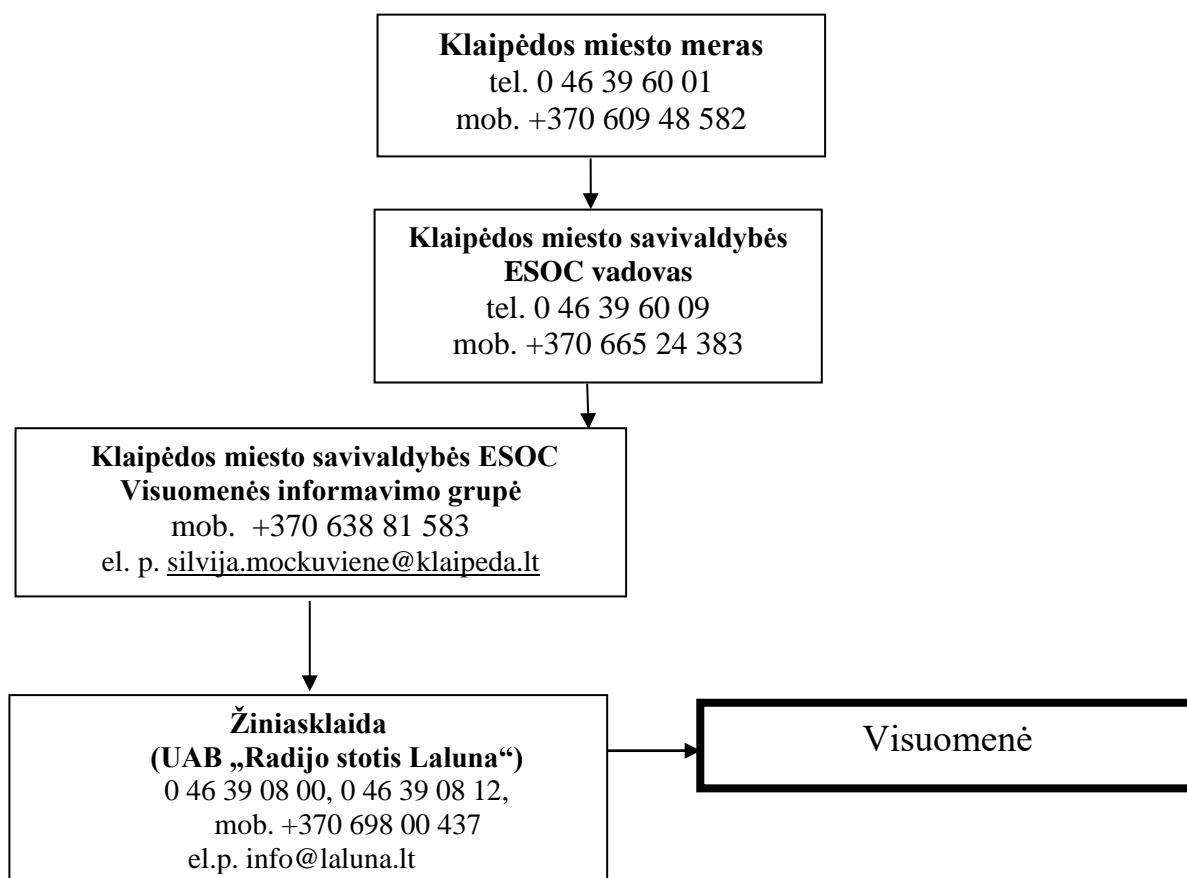 Klaipėdos miesto meras
tel. 0 46 39 60 01
mob. +370 609 48 582
Klaipėdos miesto savivaldybės
ESOC vadovas
tel. 0 46 39 60 09
mob. +370 665 24 383
Klaipėdos miesto savivaldybės ESOC
Visuomenės informavimo grupė
mob. +370 638 81 583
el. p. silvija.mockuviene@klaipeda.lt
Žiniasklaida
(UAB „Radijo stotis Laluna“)
0 46 39 08 00, 0 46 39 08 12,
mob. +370 698 00 437
el.p. info@laluna.lt
Visuomenė